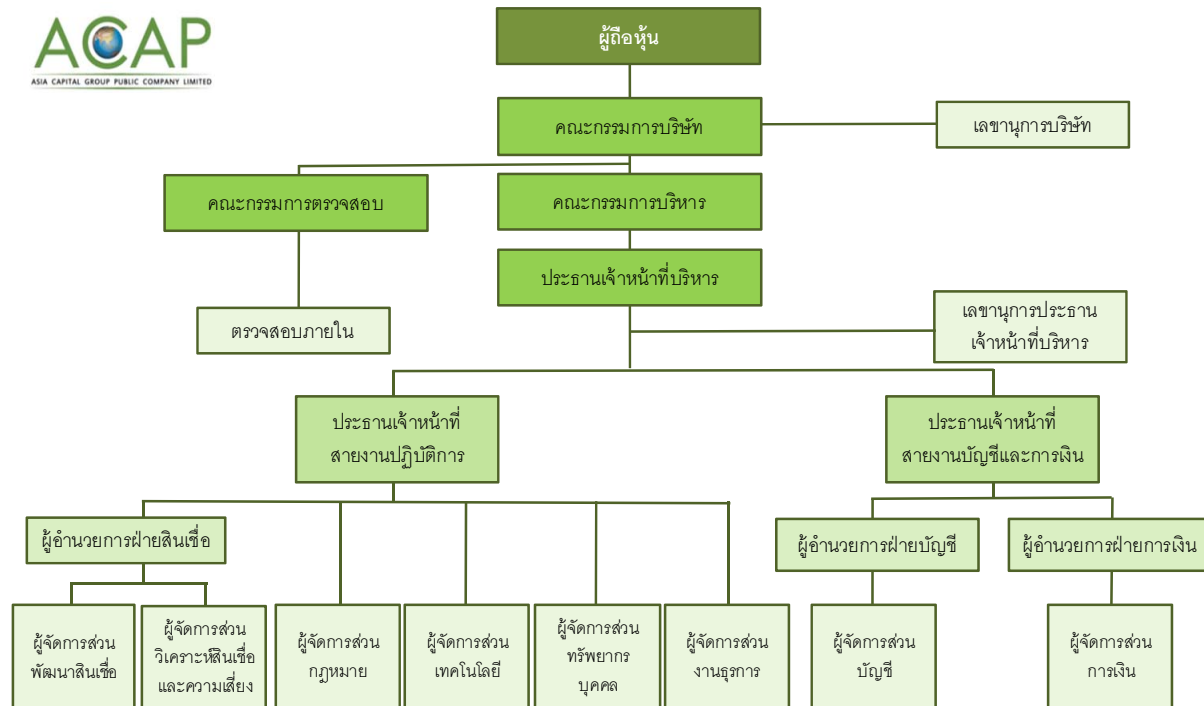 ACAP
ASIA CAPITAL GROUP PUBLIC COMPANY LIMITED
ผู้ถือหุ้น
คณะกรรมการบริษัท
เลขานุการบริษัท
คณะกรรมการตรวจสอบ
คณะกรรมการบริหาร
ประธานเจ้าหน้าที่บริหาร
ตรวจสอบภายใน
เลขานุการประธาน
เจ้าหน้าที่บริหาร
ประธานเจ้าหน้าที่
สายงานปฏิบัติการ
ประธานเจ้าหน้าที่
สายงานบัญชีและการเงิน
ผู้อำนวยการฝ่ายสินเชื่อ
ผู้อำนวยการฝ่ายบัญชี
ผู้อำนวยการฝ่ายการเงิน
ผู้จัดการส่วน
พัฒนาสินเชื่อ
ผู้จัดการส่วน
วิเคราะห์สินเชื่อ
และความเสี่ยง
ผู้จัดการส่วน
กฎหมาย
ผู้จัดการส่วน
เทคโนโลยี
ผู้จัดการส่วน
ทรัพยากร
บุคคล
ผู้จัดการส่วน
งานธุรการ
ผู้จัดการส่วน
บัญชี
ผู้จัดการส่วน
การเงิน